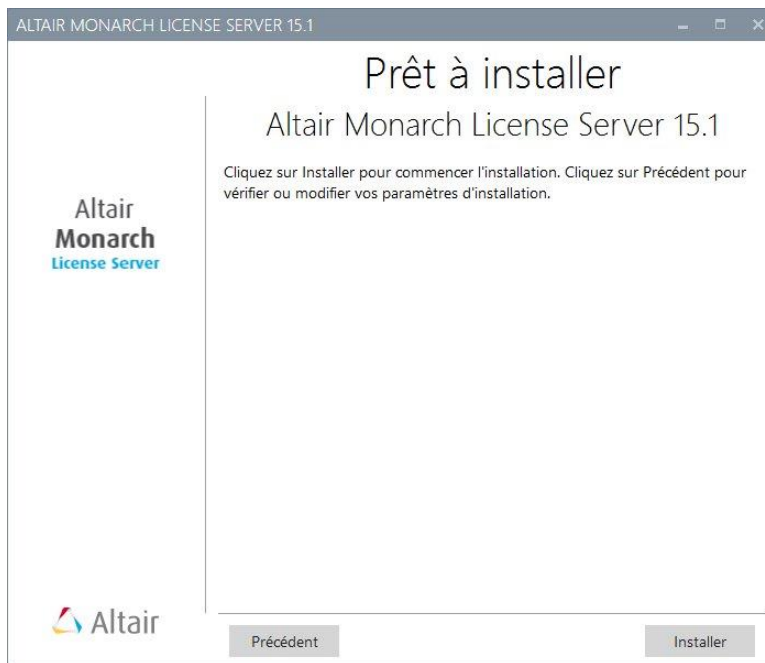 ALTAIR MONARCH LICENSE SERVER 15.1
Prêt à installer
Altair Monarch License Server 15.1
Cliquez sur Installer pour commencer l'installation. Cliquez sur Précédent pour
vérifier ou modifier vos paramètres d'installation.
Altair
Monarch
License Server
Altair
Précédent
Installer